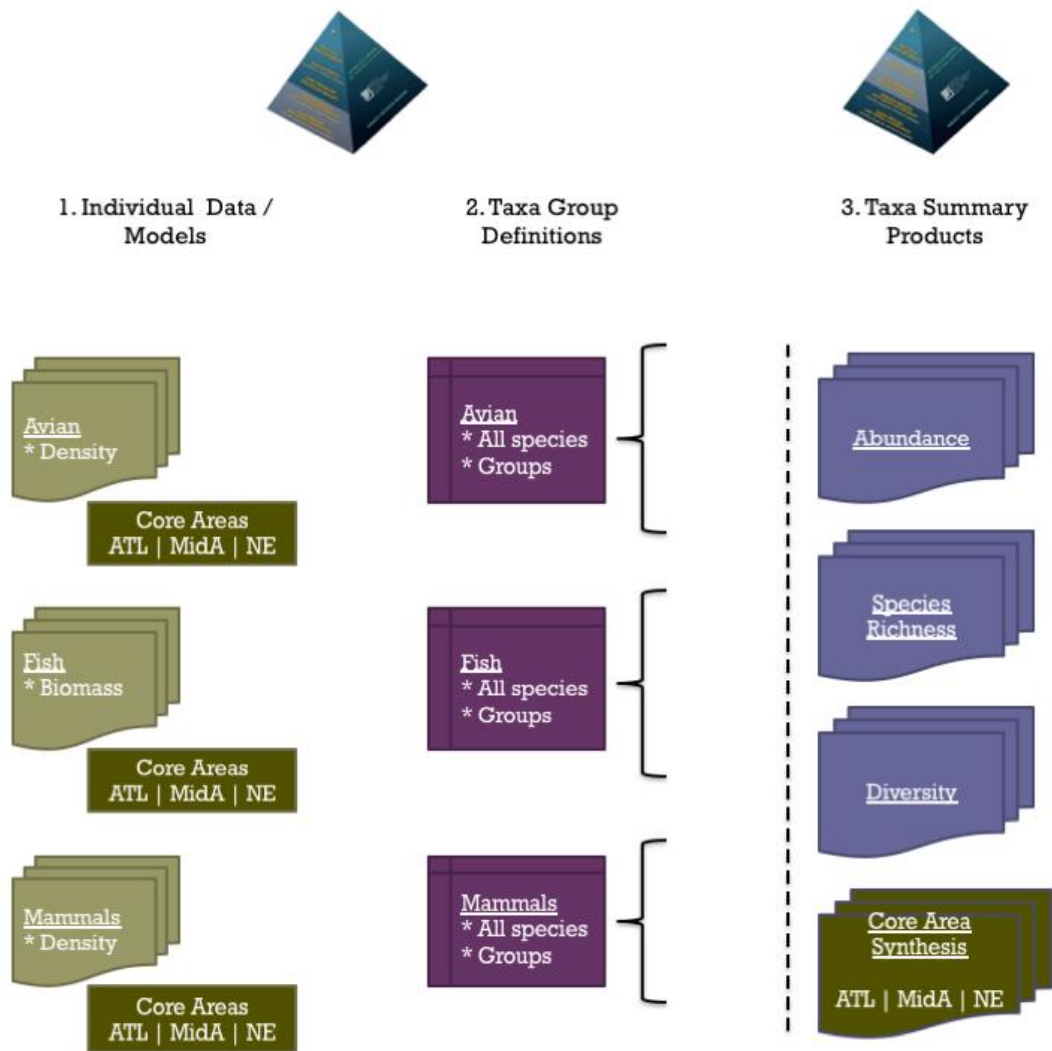 1. Individual Data /
Models
2. Taxa Group
Definitions
3. Taxa Summary
Products
Avian
* Density
Core Areas
ATL | MidA | NE
Avian
* All species
* Groups
Abundance
Fish
* Biomass
Core Areas
ATL | MidA | NE
Fish
* All species
* Groups
Species
Richness
Diversity
Mammals
* Density
Core Areas
ATL | MidA | NE
Mammals
* All species
* Groups
Core Area
Synthesis
ATL | MidA | NE